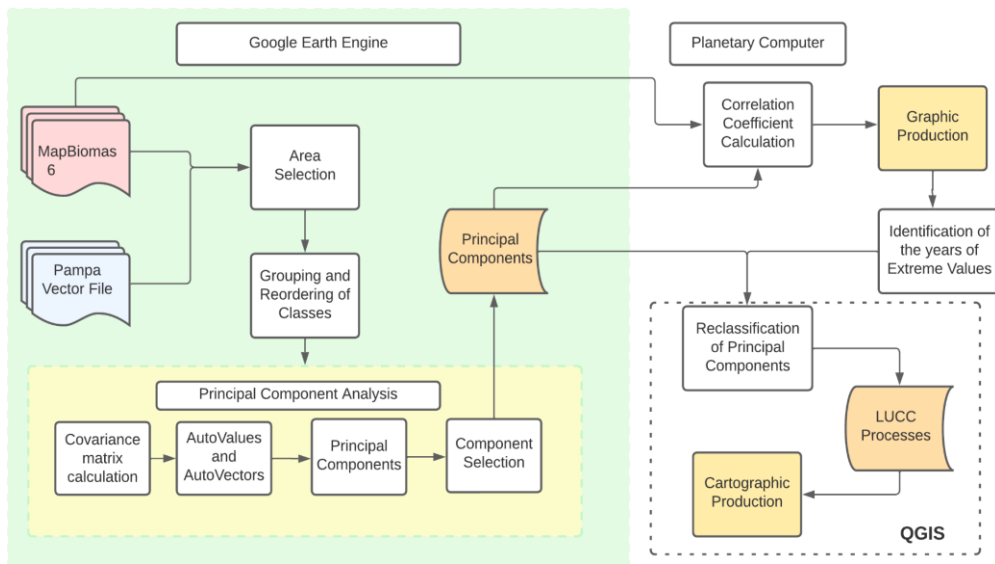 Google Earth Engine
Planetary Computer
MapBiomas
6
Area
Selection
Correlation
Coefficient
Calculation
Graphic
Production
Pampa
Vector File
Grouping and
Reordering of
Classes
Principal
Components
Identification of
the years of
Extreme Values
Reclassification
of Principal
Components
Principal Component Analysis
Covariance
matrix
calculation
AutoValues
and
AutoVectors
Principal
Components
Component
Selection
LUCC
Processes
Cartographic
Production
QGIS